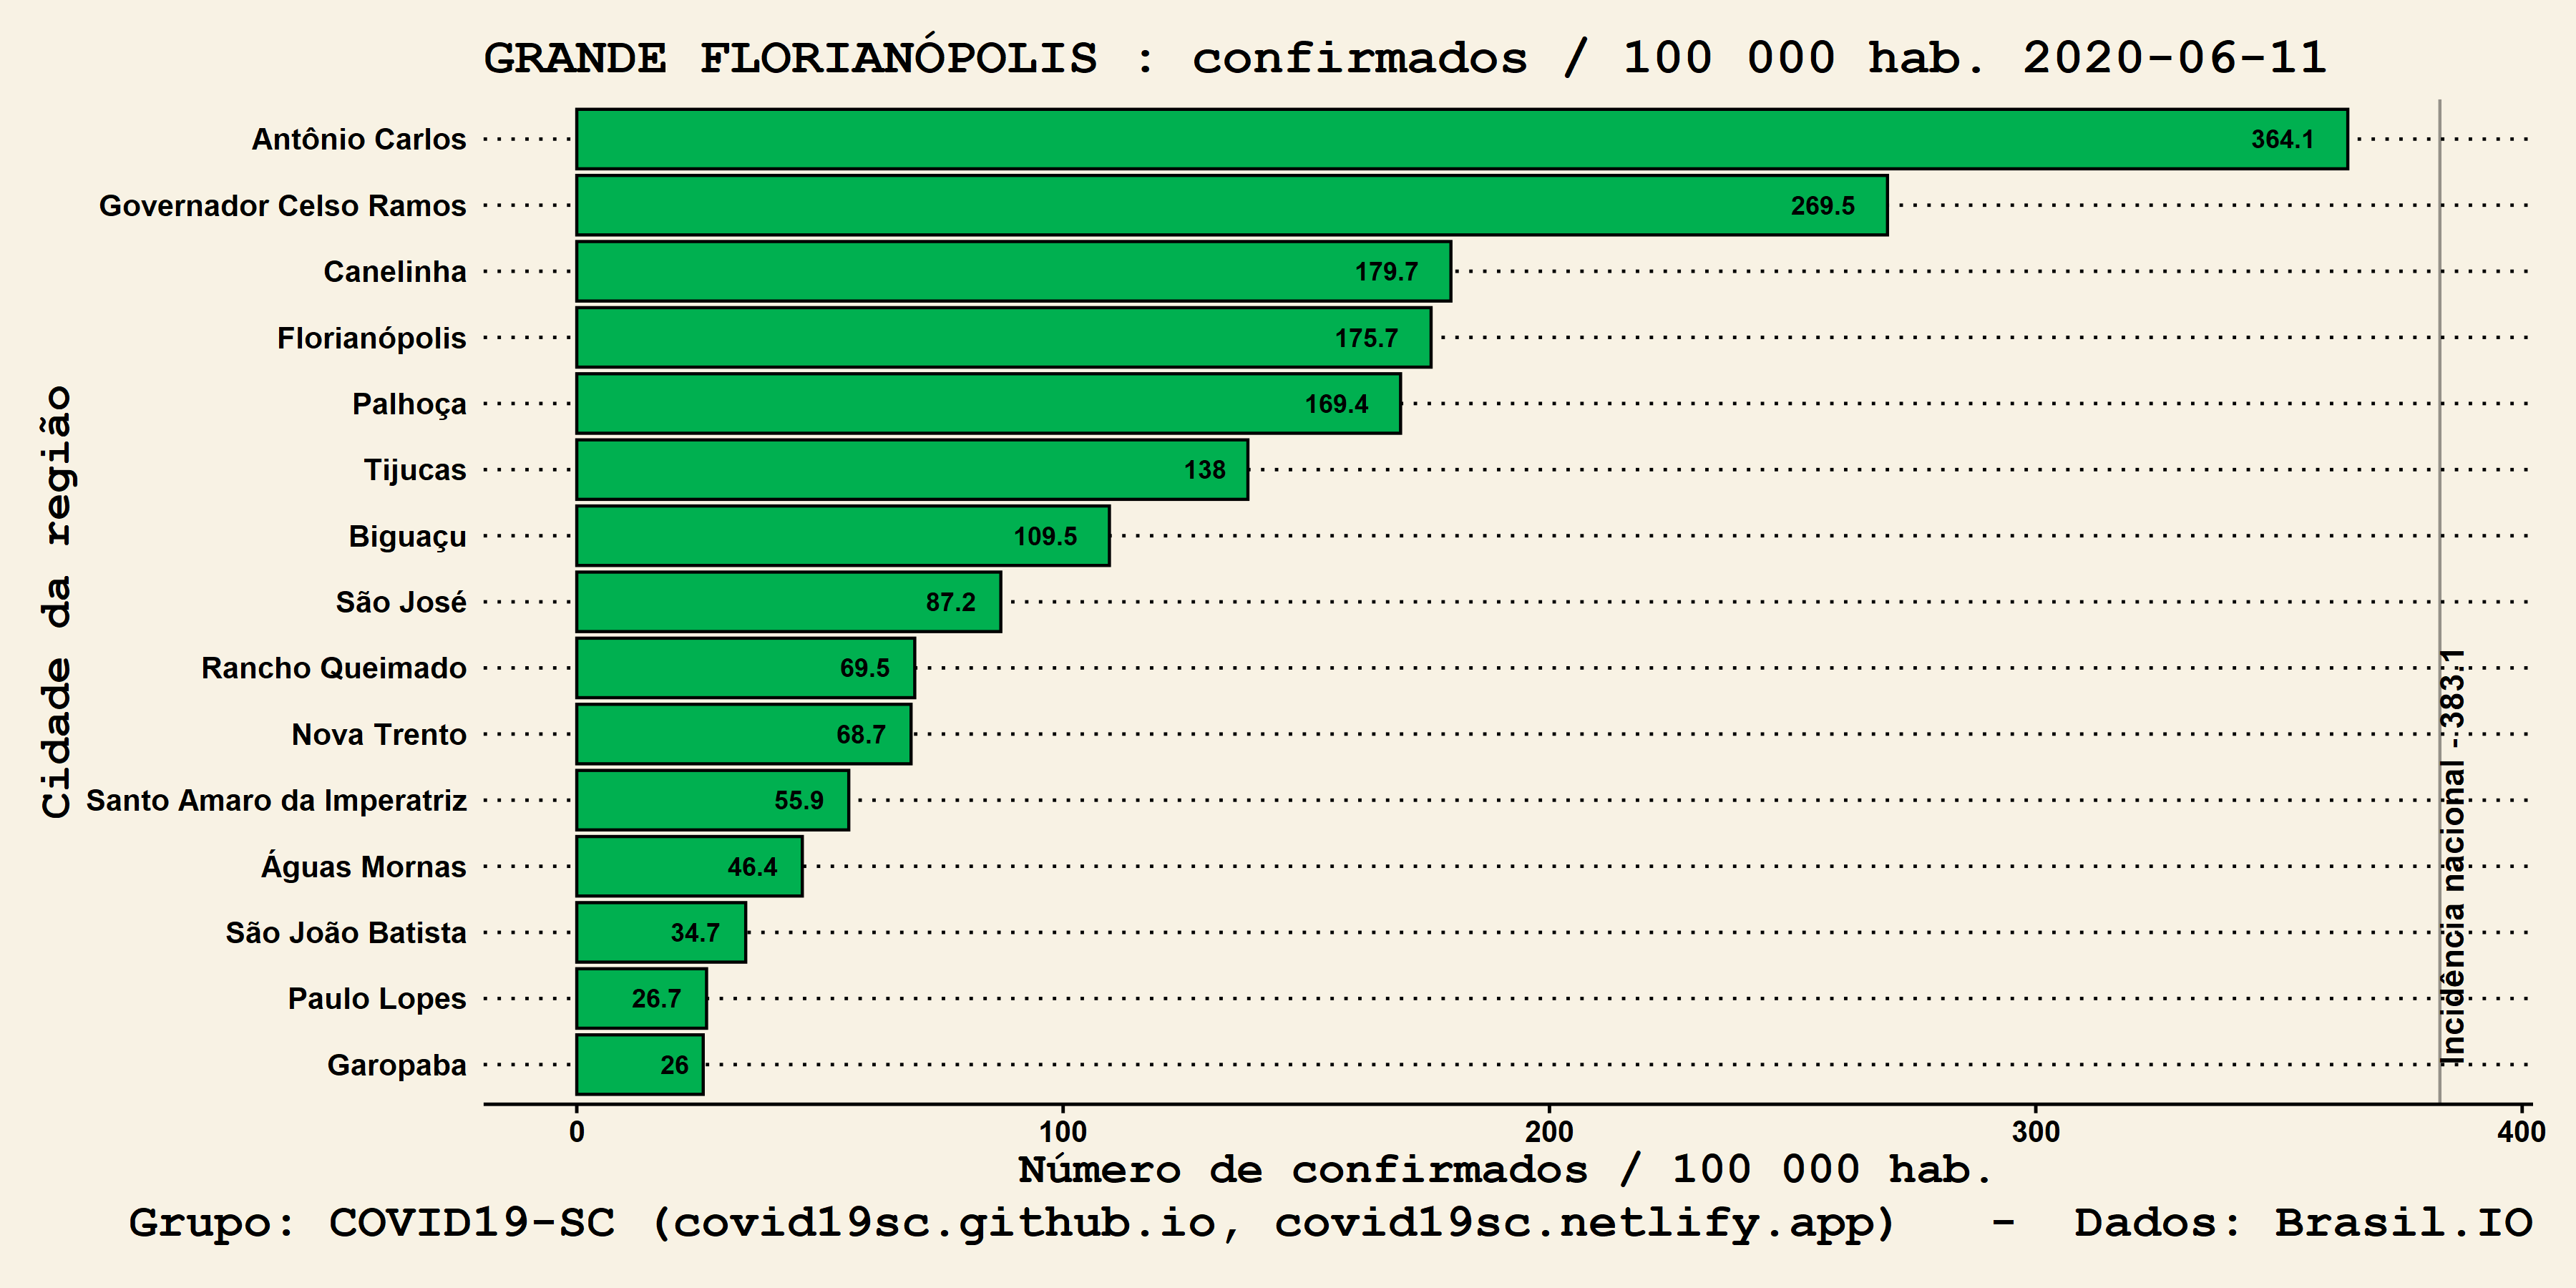 GRANDE FLORIANÓPOLIS : confirmados / 100 000 hab. 2020-06-11
Cidade da região
Antônio Carlos 364.1
Governador Celso Ramos 269.5
Canelinha 179.7
Florianópolis 175.7
Palhoça 169.4
Tijucas 138
Biguaçu 109.5
São José 87.2
Rancho Queimado 69.5
Nova Trento 68.7
Santo Amaro da Imperatriz 55.9
Águas Mornas 46.4
São João Batista 34.7
Paulo Lopes 26.7
Garopaba 26
Incidência nacional - 383.1
0 100 200 300 400
Número de confirmados / 100 000 hab.
Grupo: COVID19-SC (covid19sc.github.io, covid19sc.netlify.app) - Dados: Brasil.IO